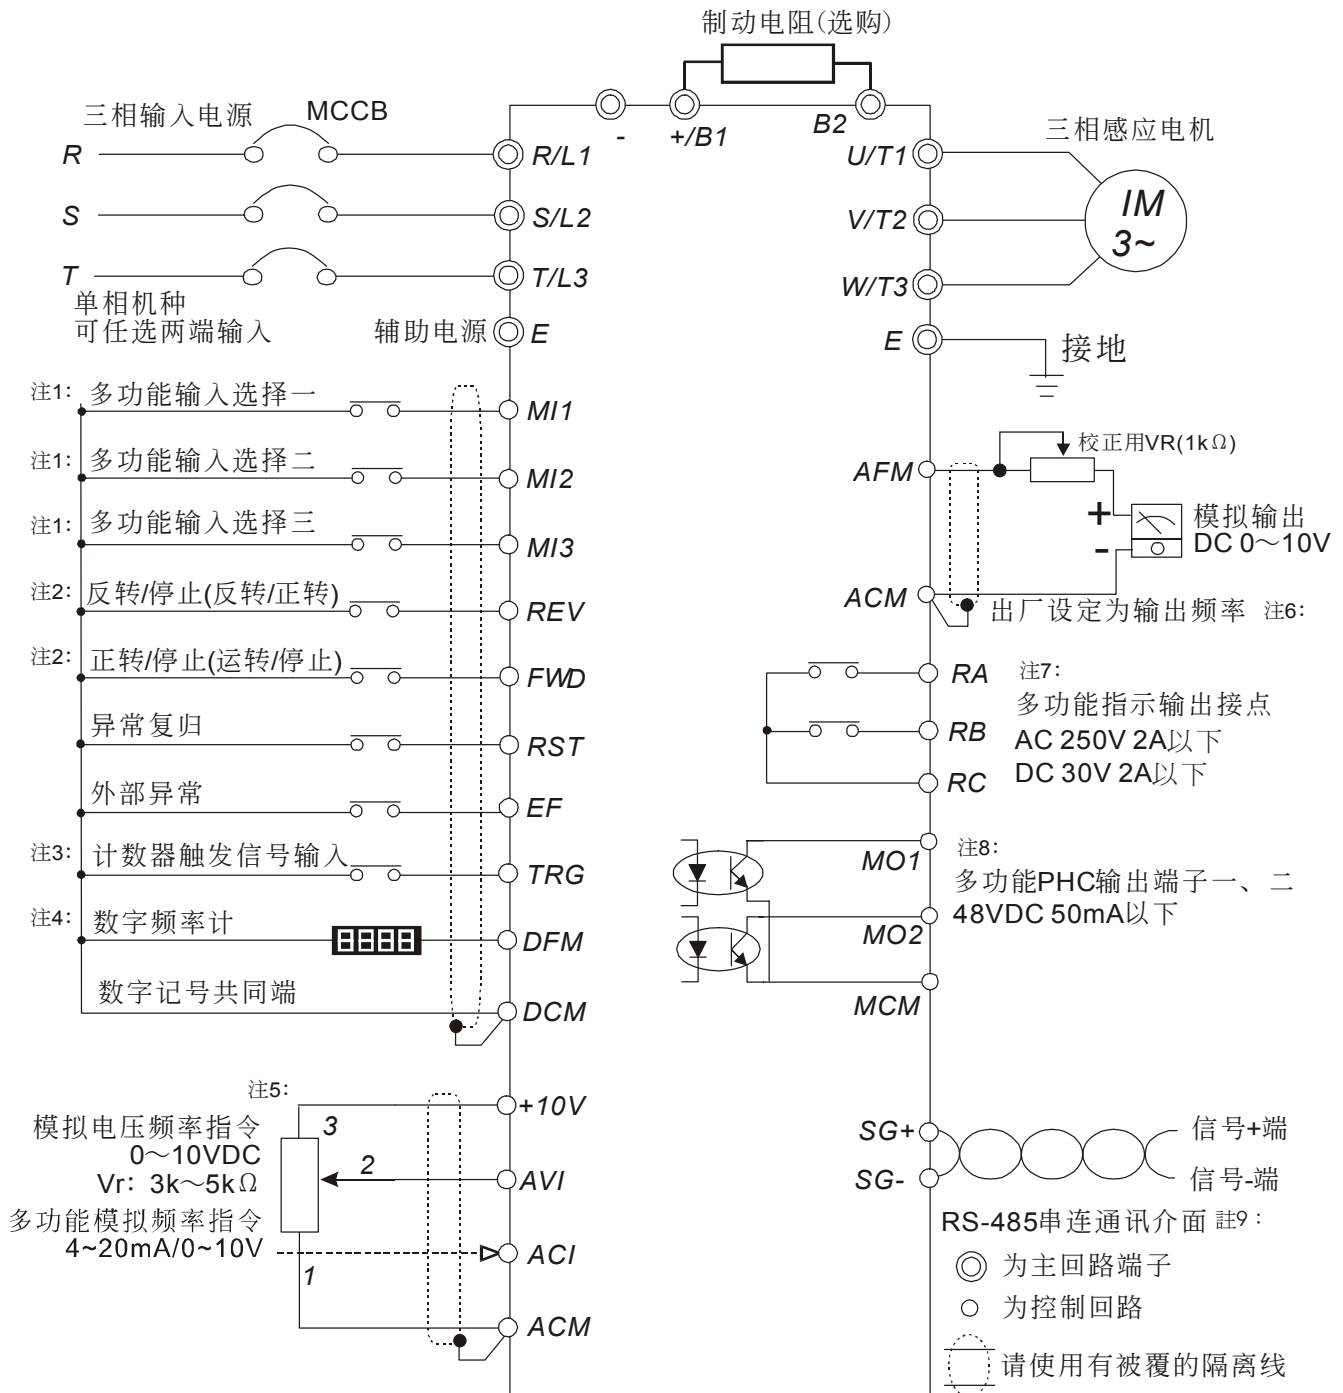 制动电阻(选购)
三相输入电源 MCCB
- +/B1 B2
三相感应电机
R R/L1 U/T1
S S/L2 V/T2
IM
3~
T T/L3 W/T3
单相机种
可任选两端输入
辅助电源 E
E 接地
注1: 多功能输入选择一 MI1
注1: 多功能输入选择二 MI2
注1: 多功能输入选择三 MI3
注2: 反转/停止(反转/正转) REV
注2: 正转/停止(运转/停止) FWD
异常复归 RST
外部异常 EF
注3: 计数器触发信号输入 TRG
注4: 数字频率计 8888 DFM
数字记号共同端 DCM
注5:
+10V
模拟电压频率指令
0～10VDC
Vr: 3k～5kΩ
3
2
AVI
多功能模拟频率指令
4~20mA/0~10V
ACI
1
ACM
AFM
校正用VR(1kΩ)
+
-
模拟输出
DC 0～10V
ACM
出厂设定为输出频率 注6:
RA 注7:
多功能指示输出接点
RB AC 250V 2A以下
RC DC 30V 2A以下
MO1 注8:
多功能PHC输出端子一、二
48VDC 50mA以下
MO2
MCM
SG+ 信号+端
SG- 信号-端
RS-485串连通讯介面 註9:
为主回路端子
为控制回路
请使用有被覆的隔离线